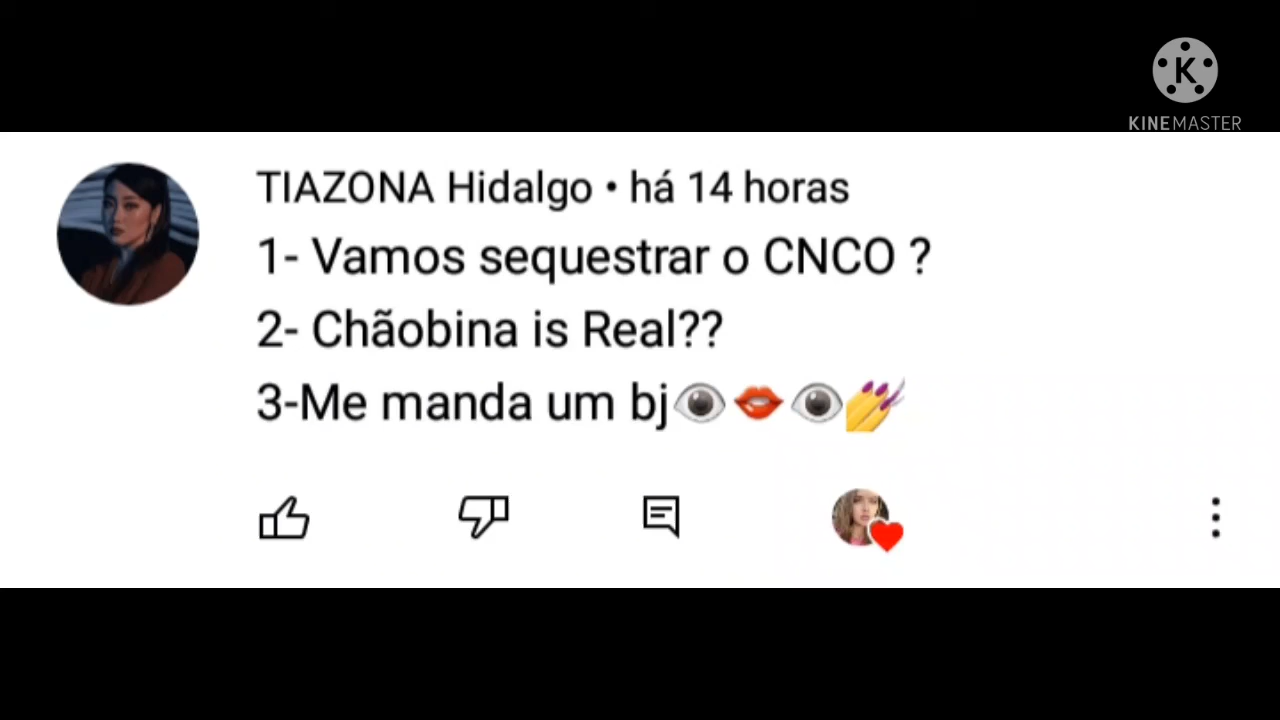 KINEMASTER
TIAZONA Hidalgo • há 14 horas
1- Vamos sequestrar o CNCO ?
2- Chãobina is Real??
3-Me manda um bj👁️💋👁️💅